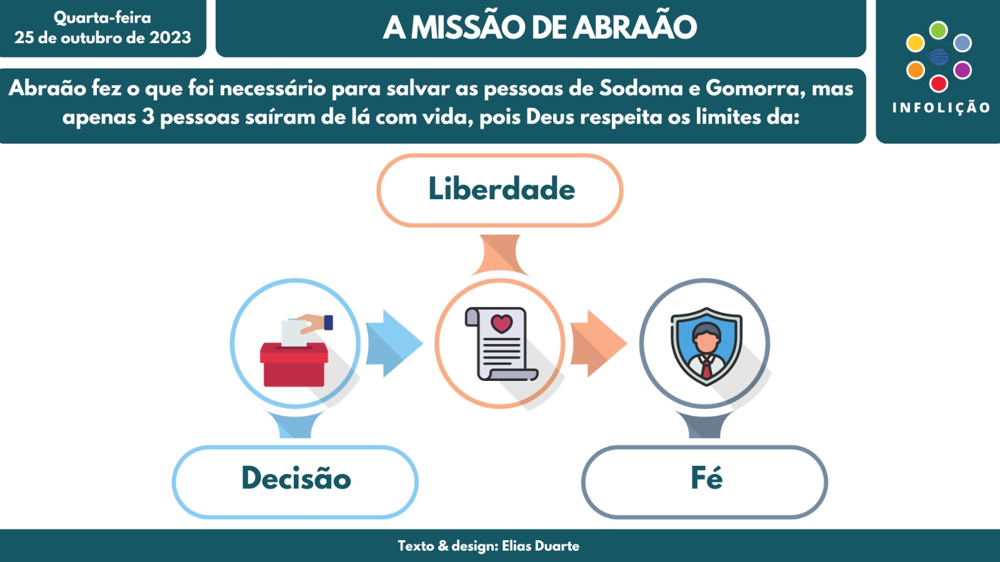 Quarta-feira
25 de outubro de 2023
A MISSÃO DE ABRAÃO
INFOLIÇÃO
Abraão fez o que foi necessário para salvar as pessoas de Sodoma e Gomorra, mas
apenas 3 pessoas saíram de lá com vida, pois Deus respeita os limites da:
Liberdade
Decisão
Fé
Texto & design: Elias Duarte